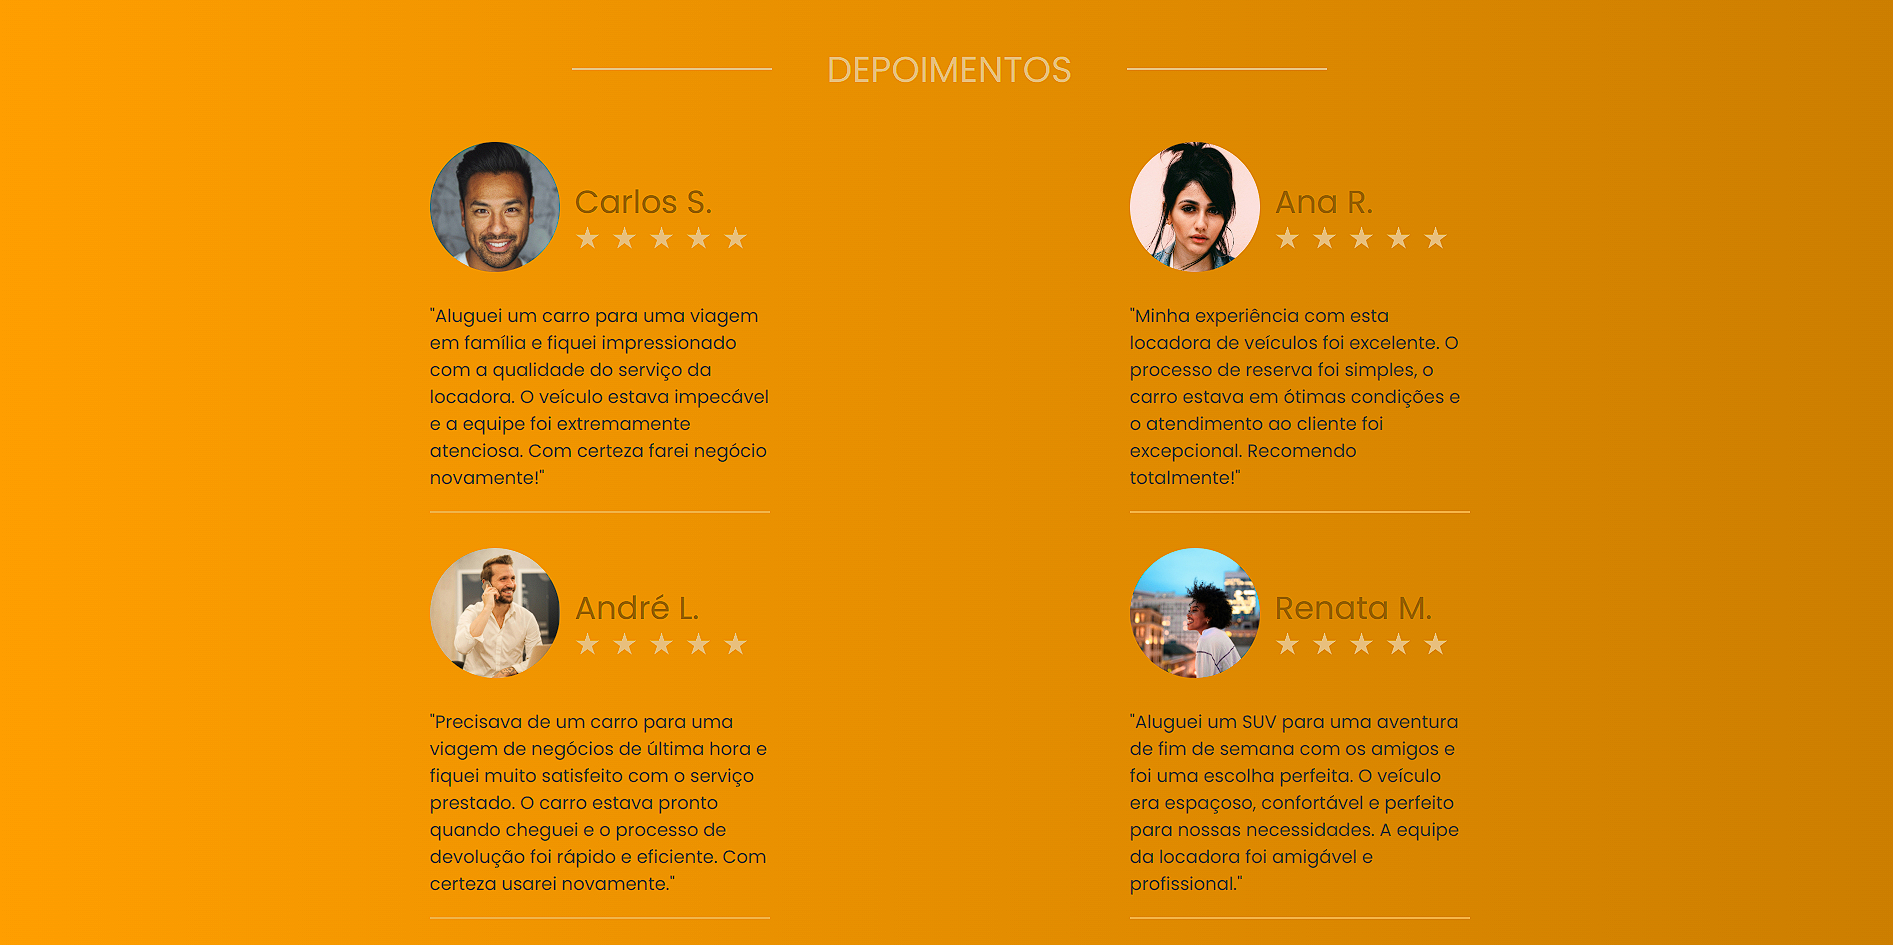 DEPOIMENTOS
Carlos S.
★ ★ ★ ★ ★
"Aluguei um carro para uma viagem
em família e fiquei impressionado
com a qualidade do serviço da
locadora. O veículo estava impecável
e a equipe foi extremamente
atenciosa. Com certeza farei negócio
novamente!"
Ana R.
★ ★ ★ ★ ★
"Minha experiência com esta
locadora de veículos foi excelente. O
processo de reserva foi simples, o
carro estava em ótimas condições e
o atendimento ao cliente foi
excepcional. Recomendo
totalmente!"
André L.
★ ★ ★ ★ ★
"Precisava de um carro para uma
viagem de negócios de última hora e
fiquei muito satisfeito com o serviço
prestado. O carro estava pronto
quando cheguei e o processo de
devolução foi rápido e eficiente. Com
certeza usarei novamente."
Renata M.
★ ★ ★ ★ ★
"Aluguei um SUV para uma aventura
de fim de semana com os amigos e
foi uma escolha perfeita. O veículo
era espaçoso, confortável e perfeito
para nossas necessidades. A equipe
da locadora foi amigável e
profissional."